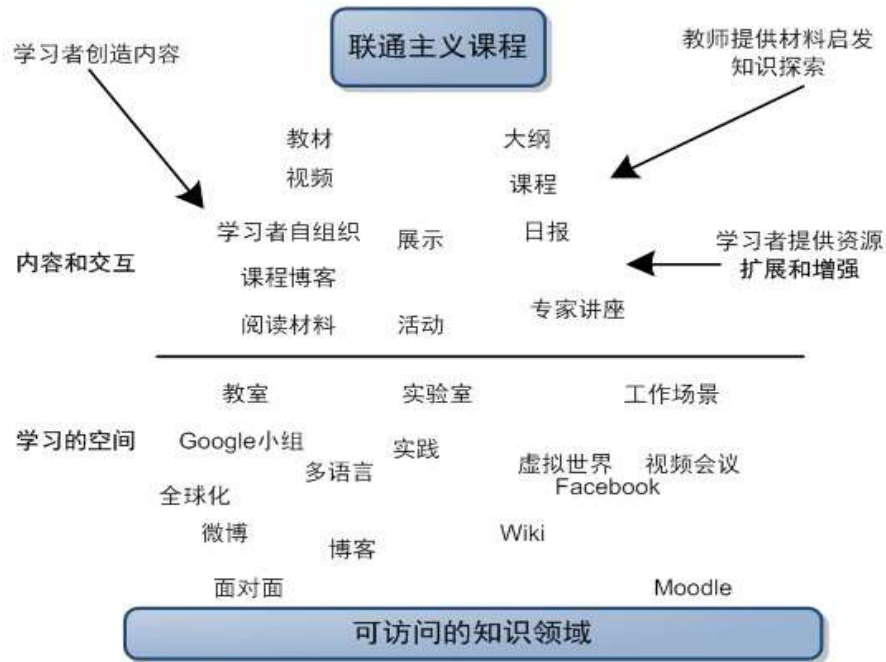 联通主义课程
学习者创造内容
教师提供材料启发
知识探索
教材
大纲
视频
课程
学习者自组织
展示
日报
内容和交互
学习者提供资源
扩展和增强
课程博客
阅读材料
活动
专家讲座
教室
实验室
工作场景
学习的空间
Google小组
实践
多语言
虚拟世界
视频会议
Facebook
全球化
微博
博客
Wiki
面对面
Moodle
可访问的知识领域